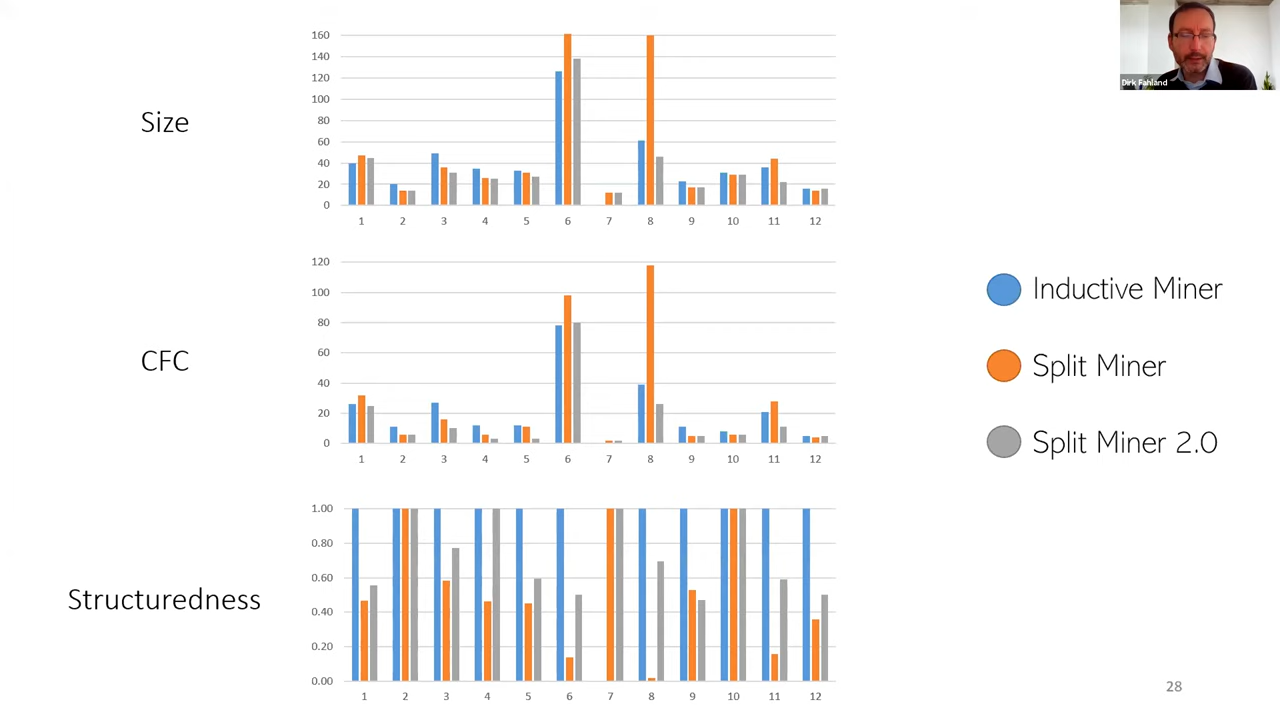 Dirk Fahland
Size
160
140
120
100
80
60
40
20
0
1 2 3 4 5 6 7 8 9 10 11 12
CFC
120
100
80
60
40
20
0
1 2 3 4 5 6 7 8 9 10 11 12
Structuredness
1.00
0.80
0.60
0.40
0.20
0.00
1 2 3 4 5 6 7 8 9 10 11 12
Inductive Miner
Split Miner
Split Miner 2.0
28